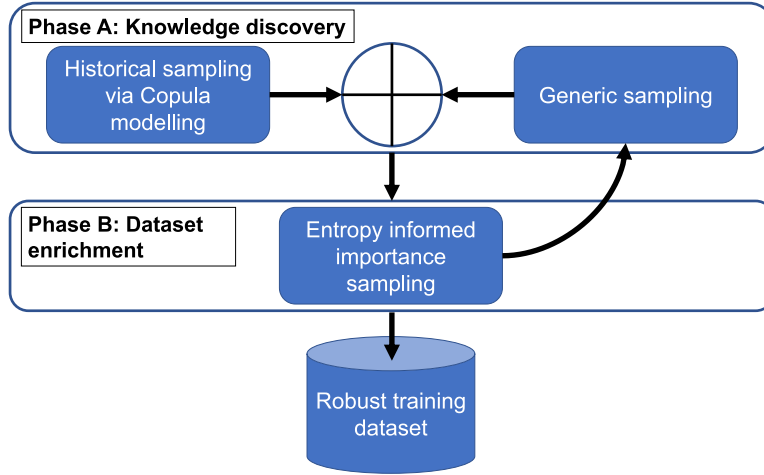 Phase A: Knowledge discovery
Historical sampling
via Copula
modelling
Generic sampling
Phase B: Dataset
enrichment
Entropy informed
importance
sampling
Robust training
dataset